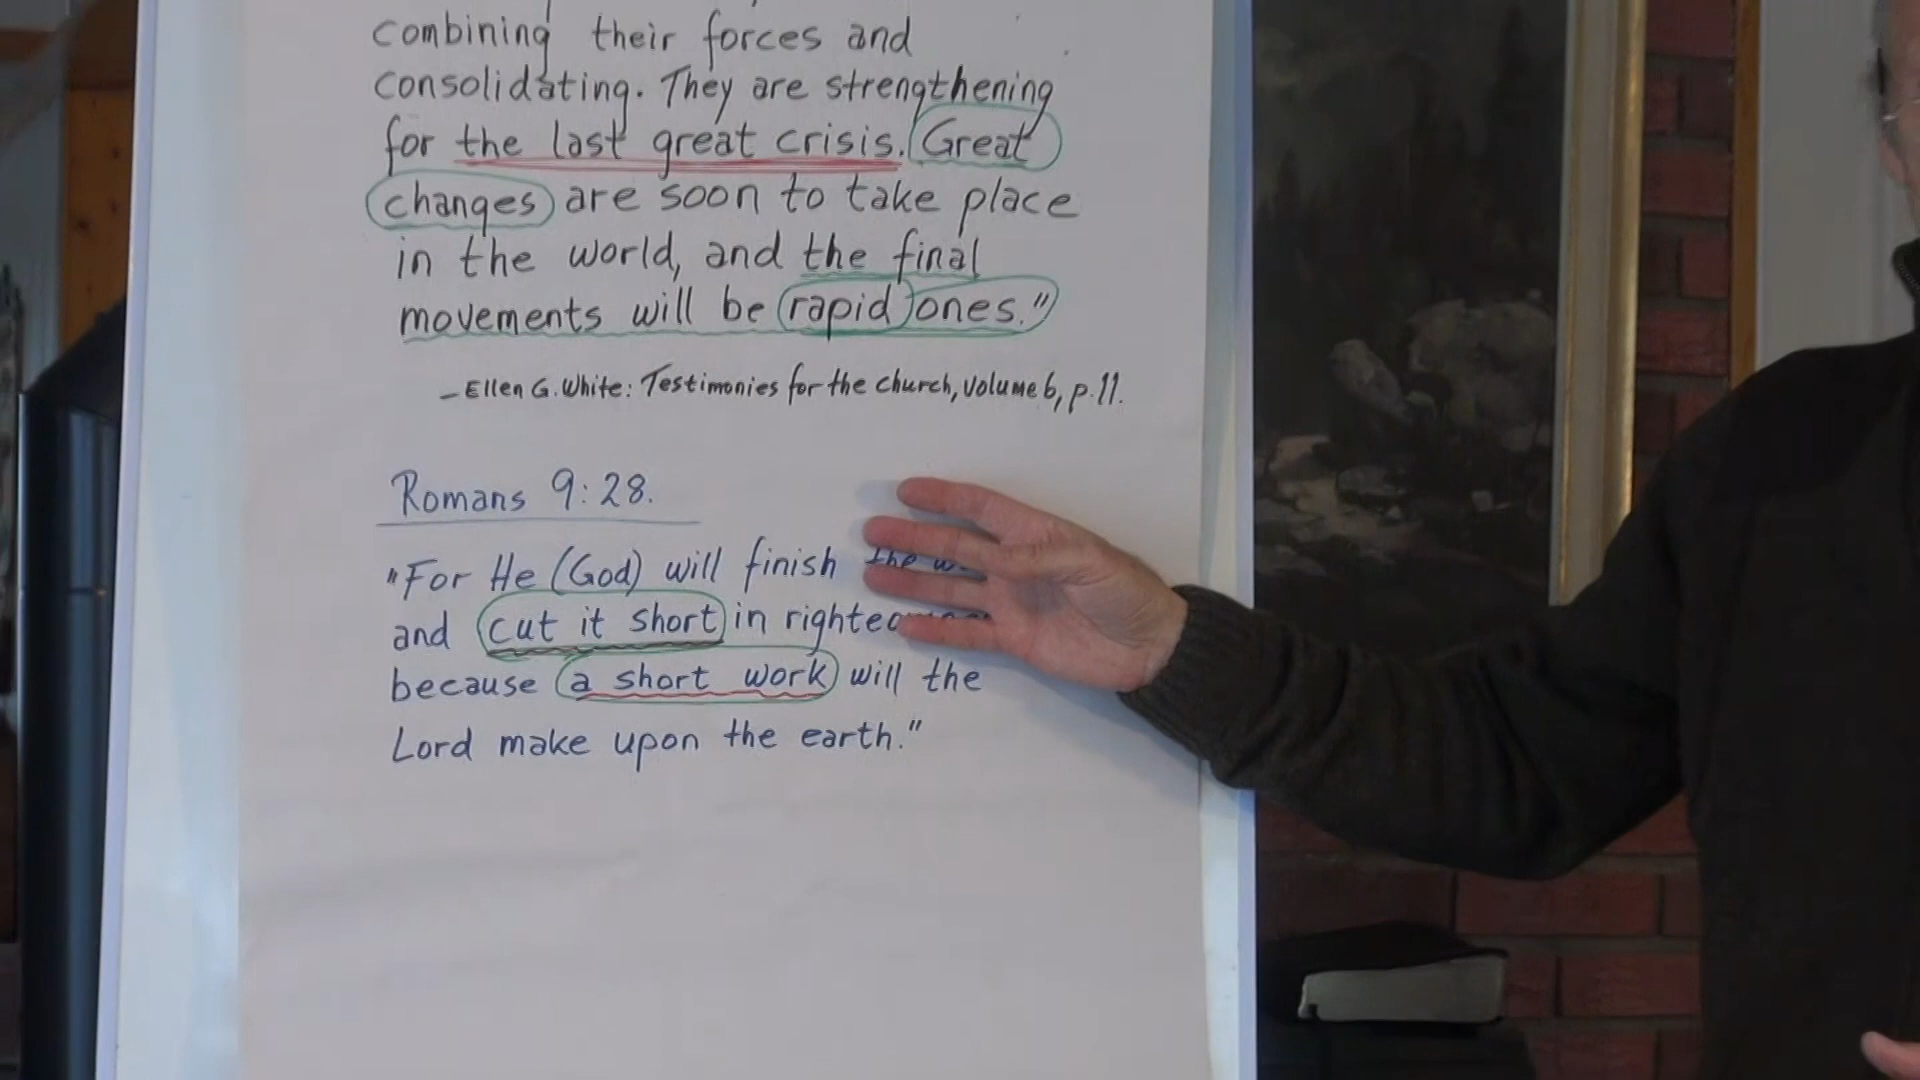 combining their forces and
consolidating. They are strengthening
for the last great crisis. Great
changes are soon to take place
in the world, and the final
movements will be rapid ones."
- Ellen G. White: Testimonies for the church, Volume 6, p. 11.
Romans 9:28.
"For He (God) will finish the
and cut it short in
because a short work will the
Lord make upon the earth."